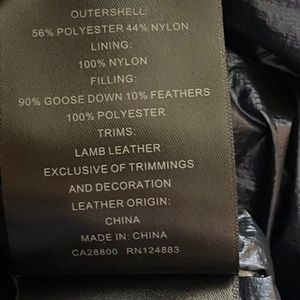 OUTERSHELL:
56% POLYESTER 44% NYLON
LINING:
100% NYLON
FILLING:
90% GOOSE DOWN 10% FEATHERS
100% POLYESTER
TRIMS:
LAMB LEATHER
EXCLUSIVE OF TRIMMINGS
AND DECORATION
LEATHER ORIGIN:
CHINA
MADE IN: CHINA
CA28800 RN124883